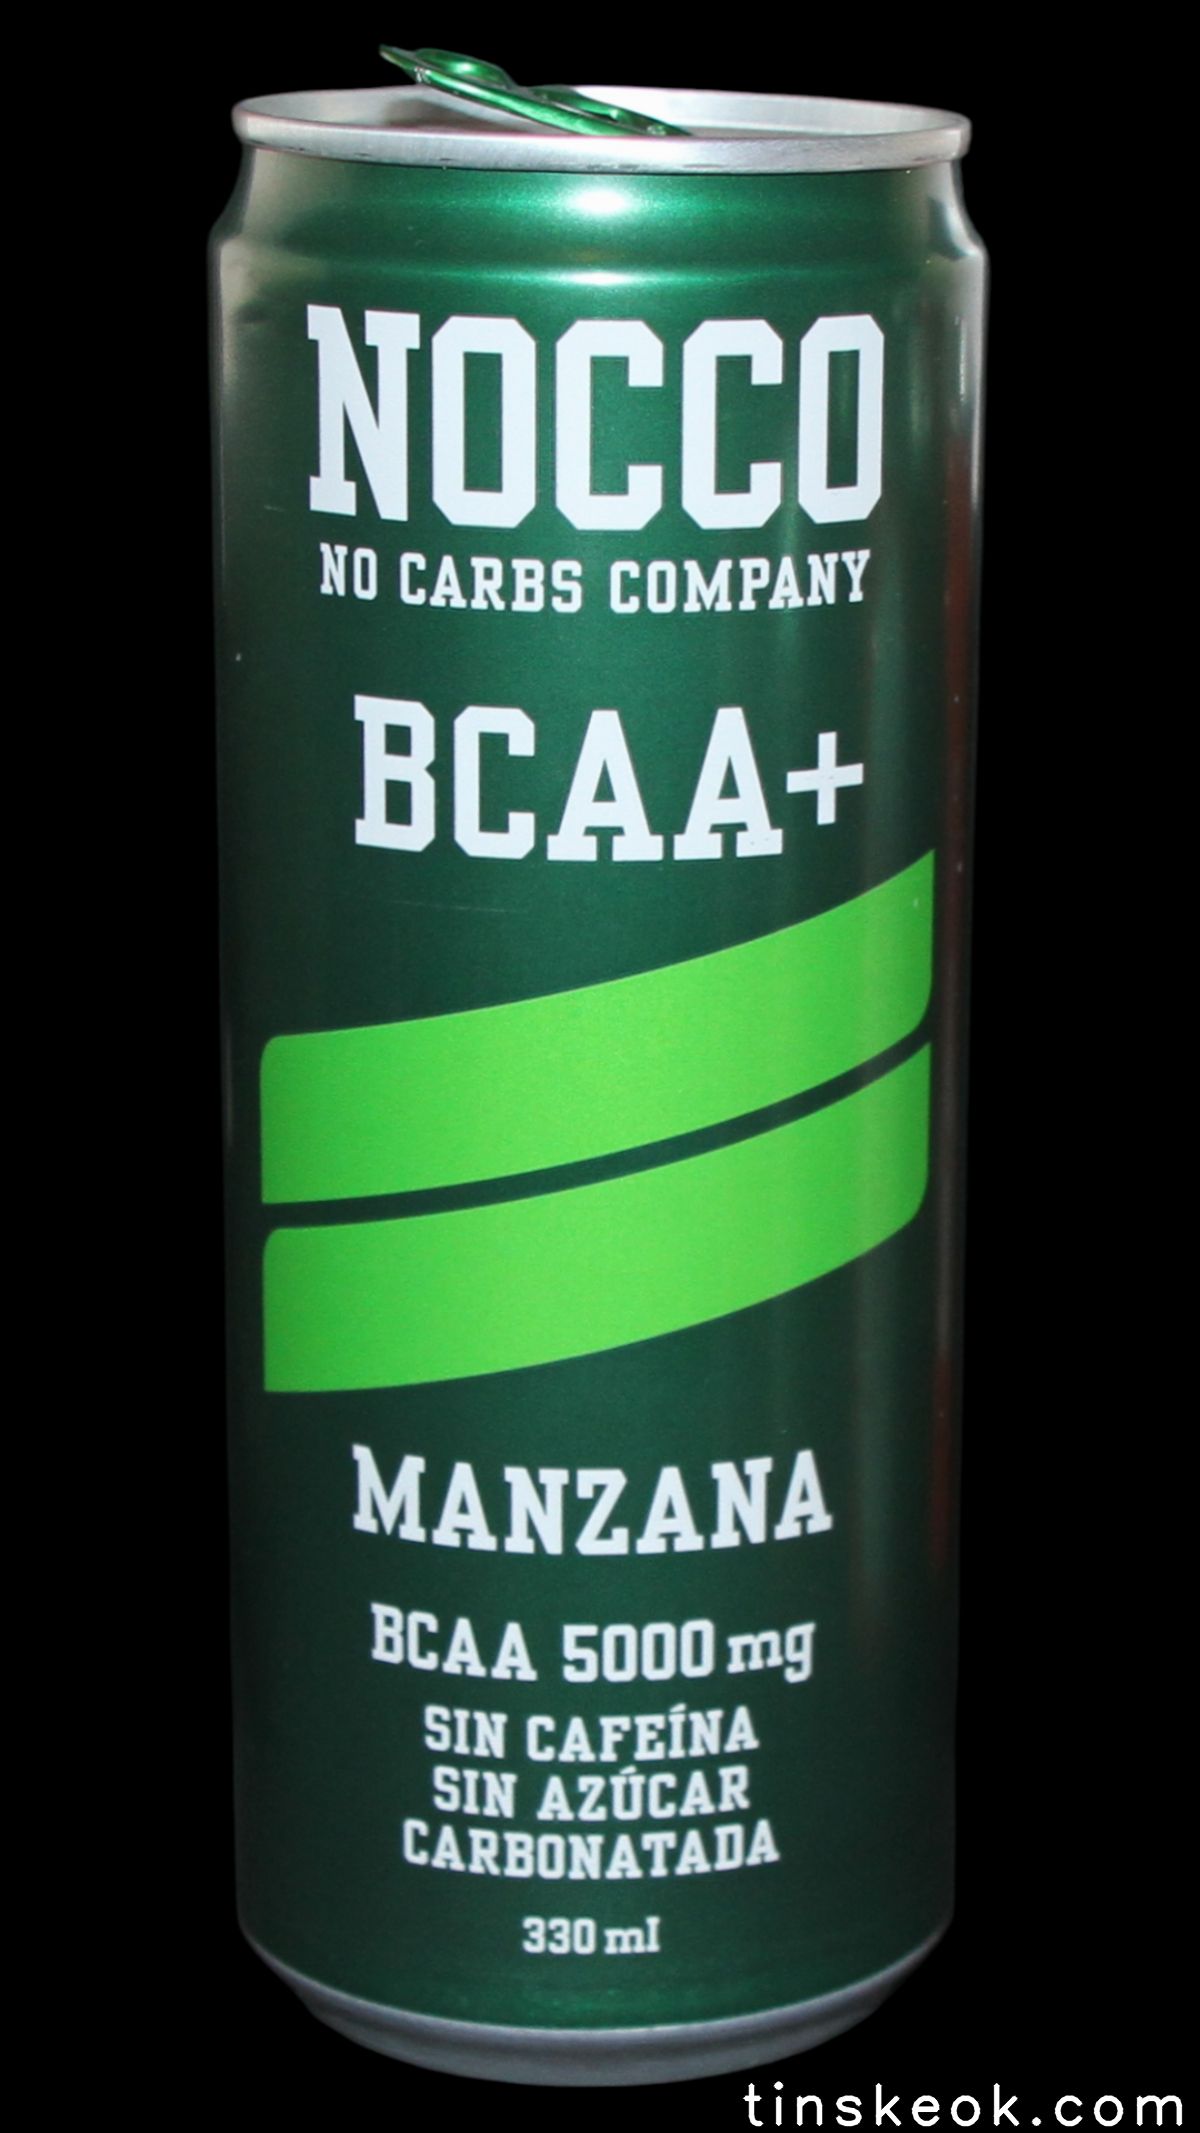 NOCCO
NO CARBS COMPANY
BCAA+
MANZANA
BCAA 5000 mg
SIN CAFEÍNA
SIN AZÚCAR
CARBONATADA
330 ml
tinskeok.com